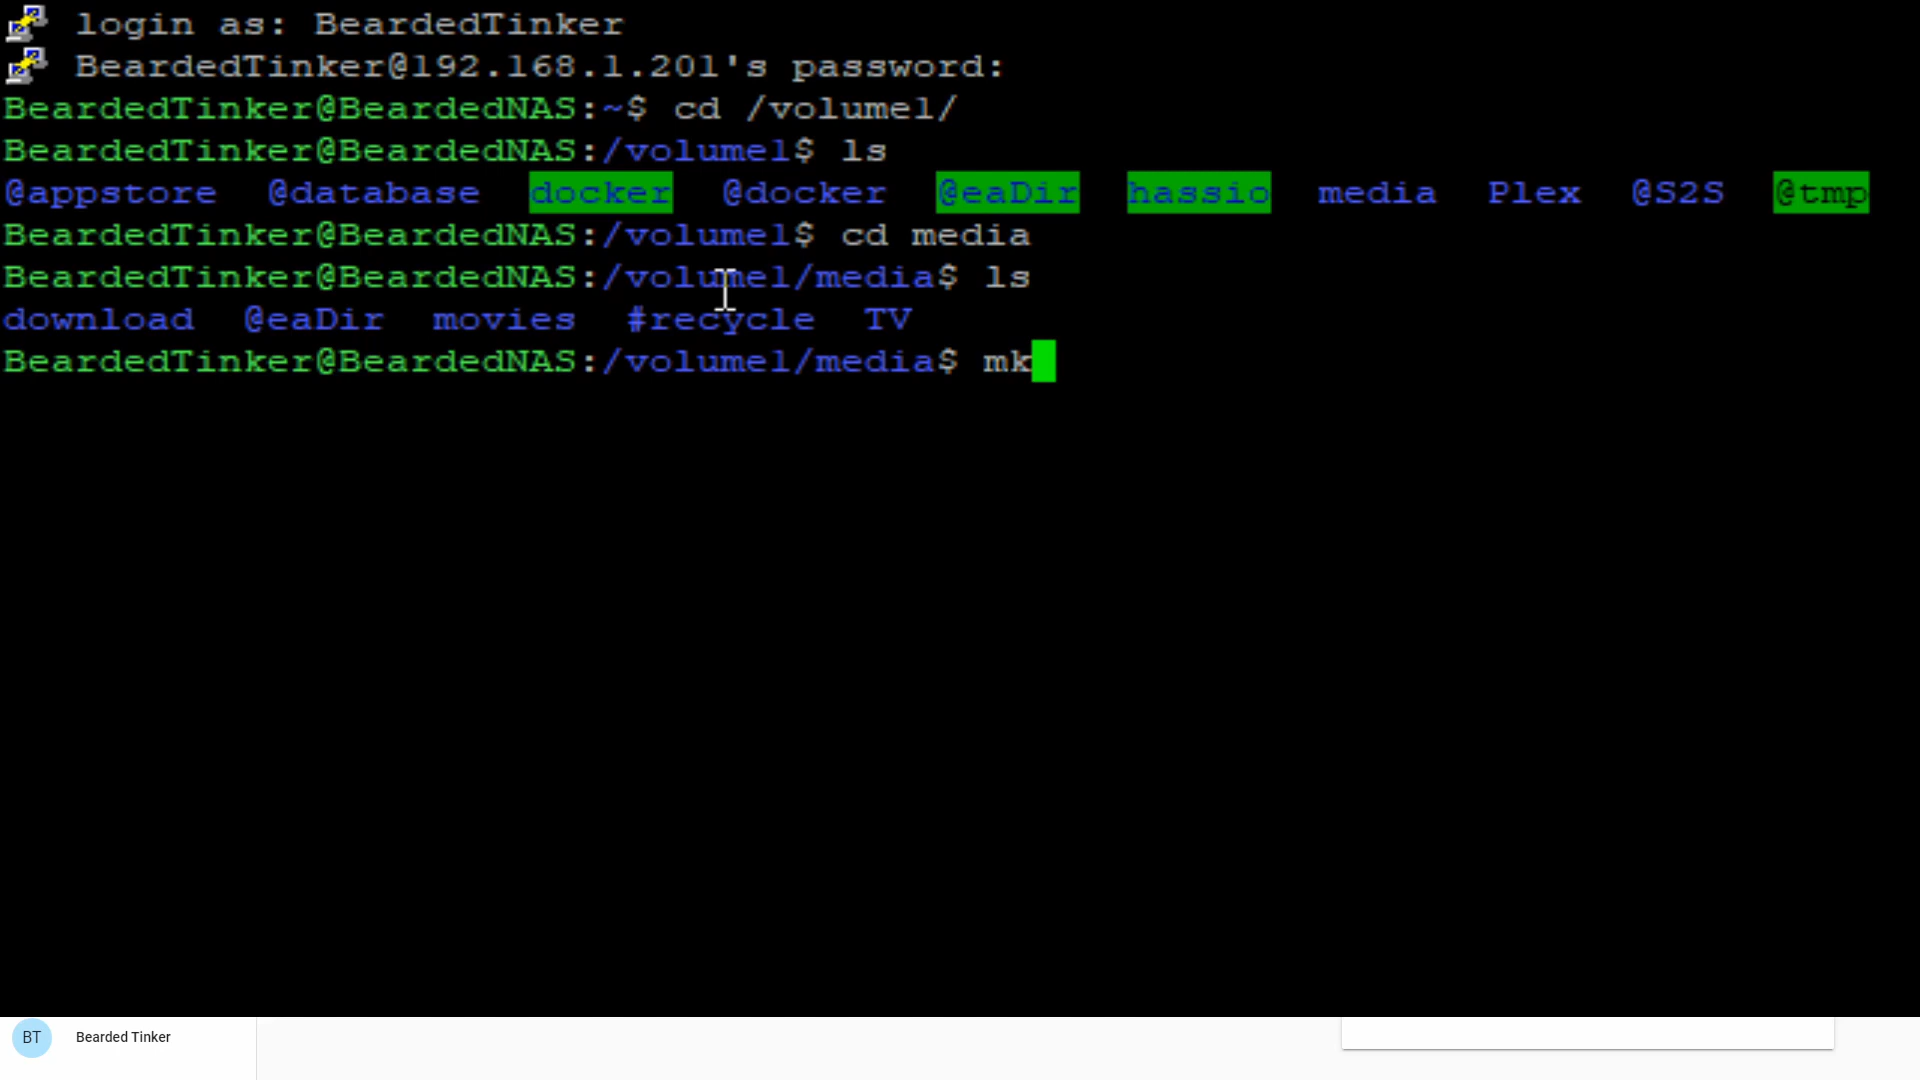 login as: BeardedTinker
BeardedTinker@192.168.1.201's password:
BeardedTinker@BeardedNAS:~$ cd /volume1/
BeardedTinker@BeardedNAS:/volume1$ ls
@appstore @database docker @docker @eaDir hassio media Plex @S2S @tmp
BeardedTinker@BeardedNAS:/volume1$ cd media
BeardedTinker@BeardedNAS:/volume1/media$ ls
download @eaDir movies #recycle TV
BeardedTinker@BeardedNAS:/volume1/media$ mk
BT Bearded Tinker